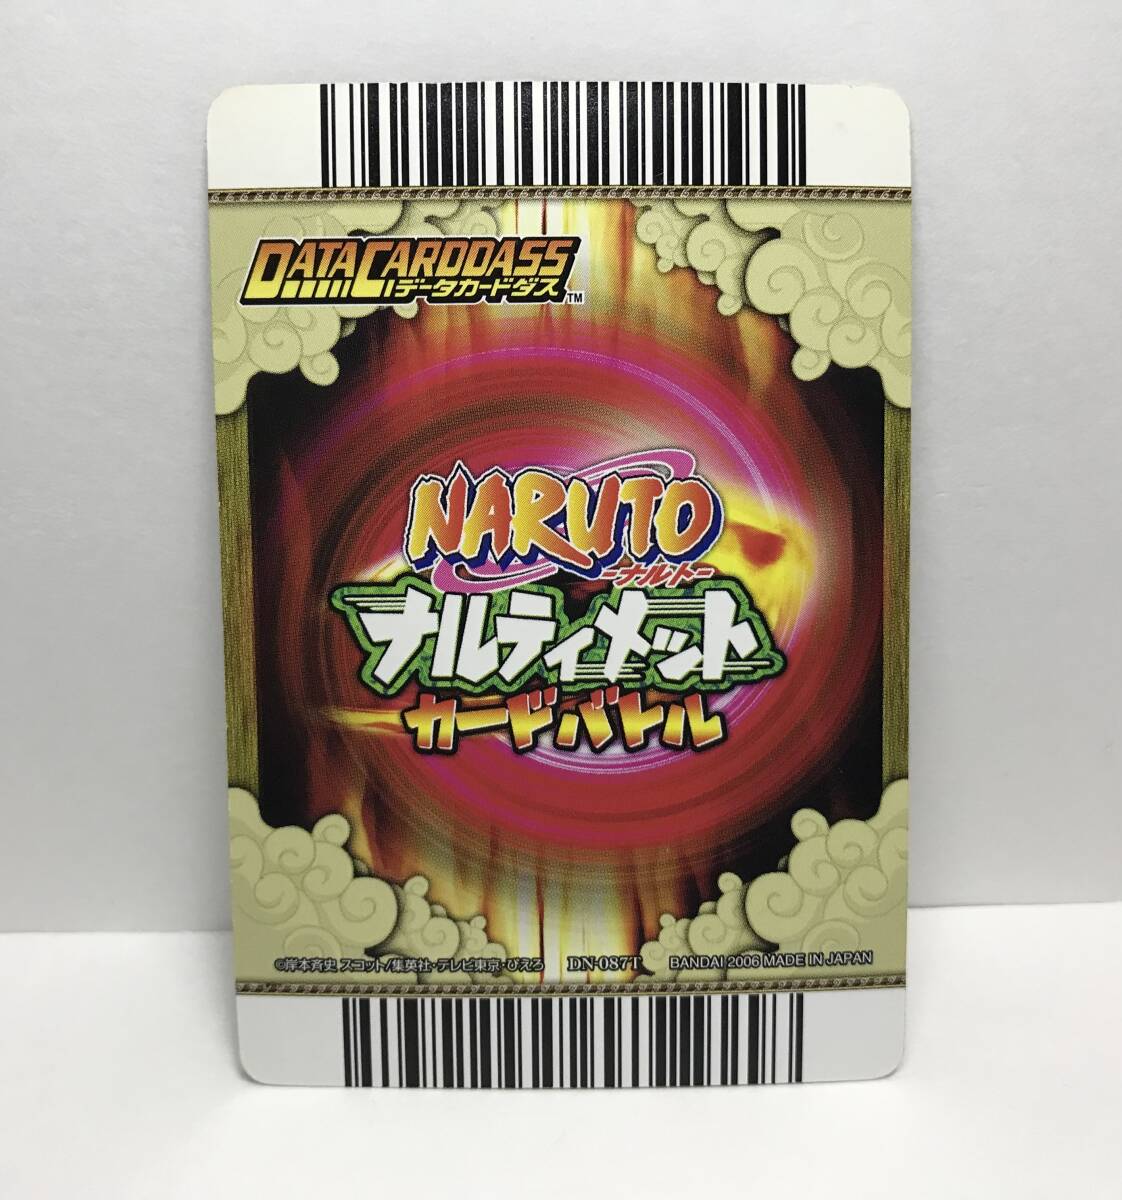 DATA CARDDASS
データカードダス TM
NARUTO
-ナルト-
ナルティメット
カードバトル
©岸本斉史 スコット/集英社・テレビ東京・ぴえろ DN-087T BANDAI 2006 MADE IN JAPAN